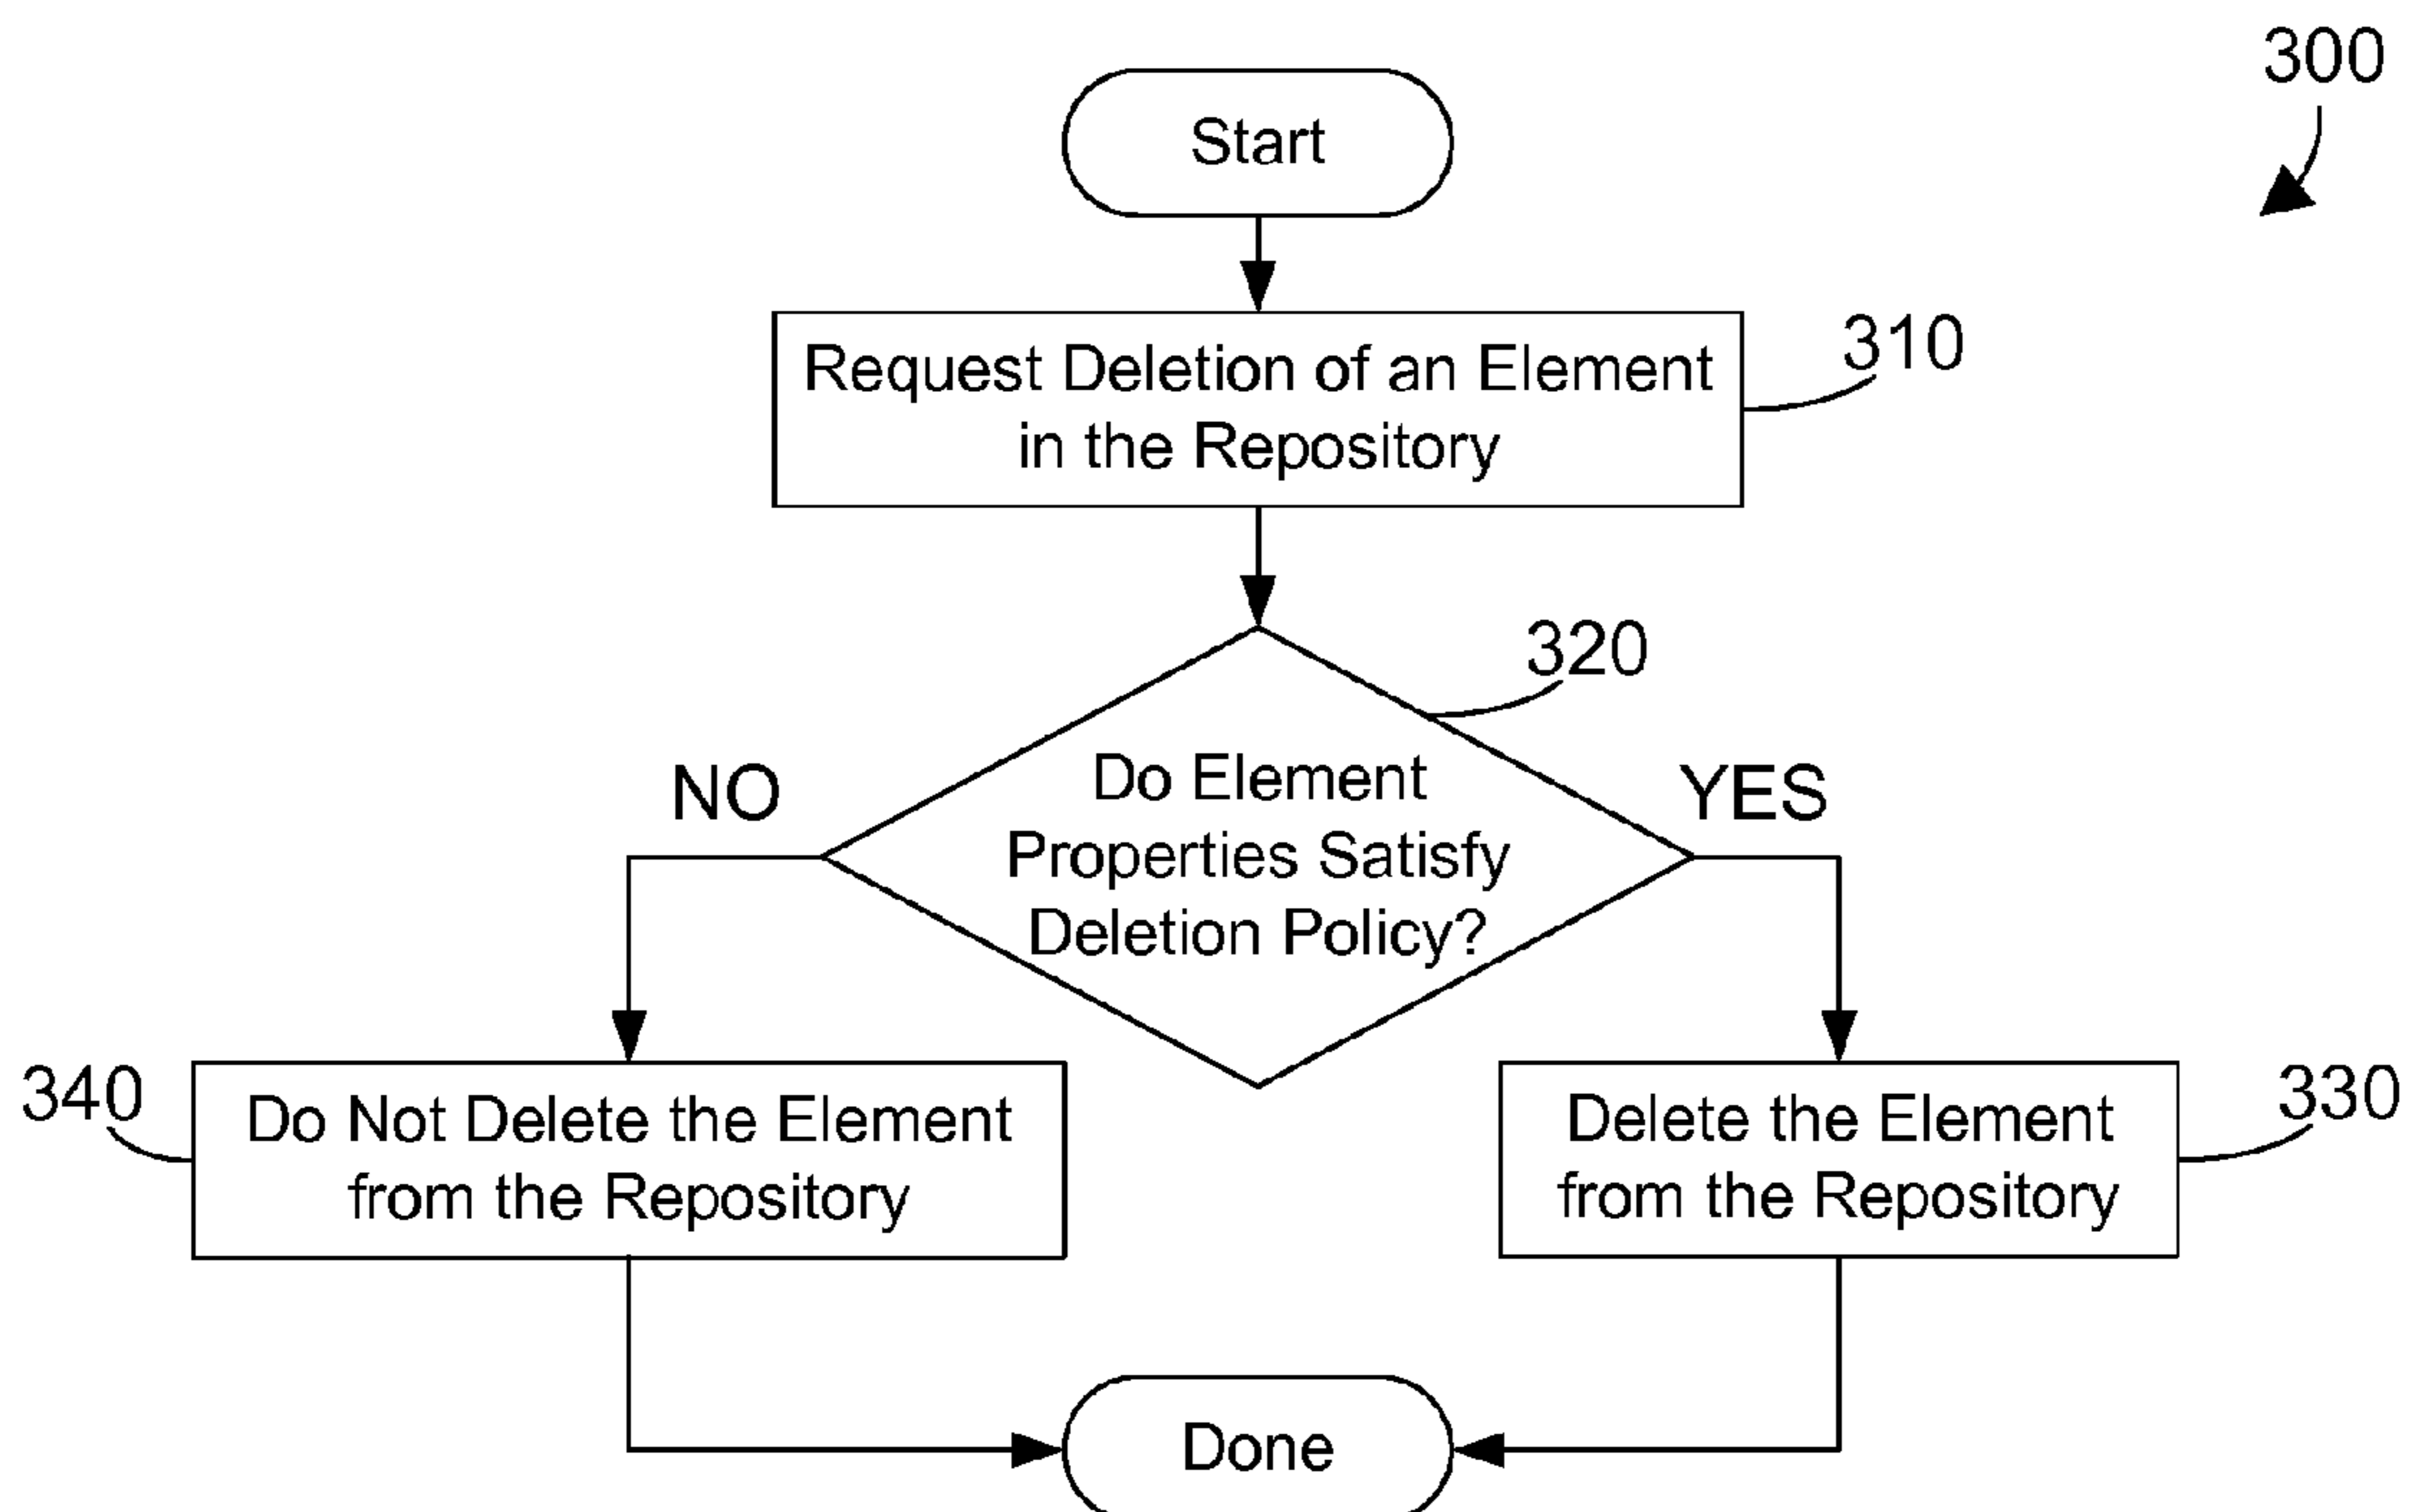 300
Start
Request Deletion of an Element
in the Repository
310
320
Do Element
Properties Satisfy
Deletion Policy?
NO
YES
340
Do Not Delete the Element
from the Repository
Delete the Element
from the Repository
330
Done